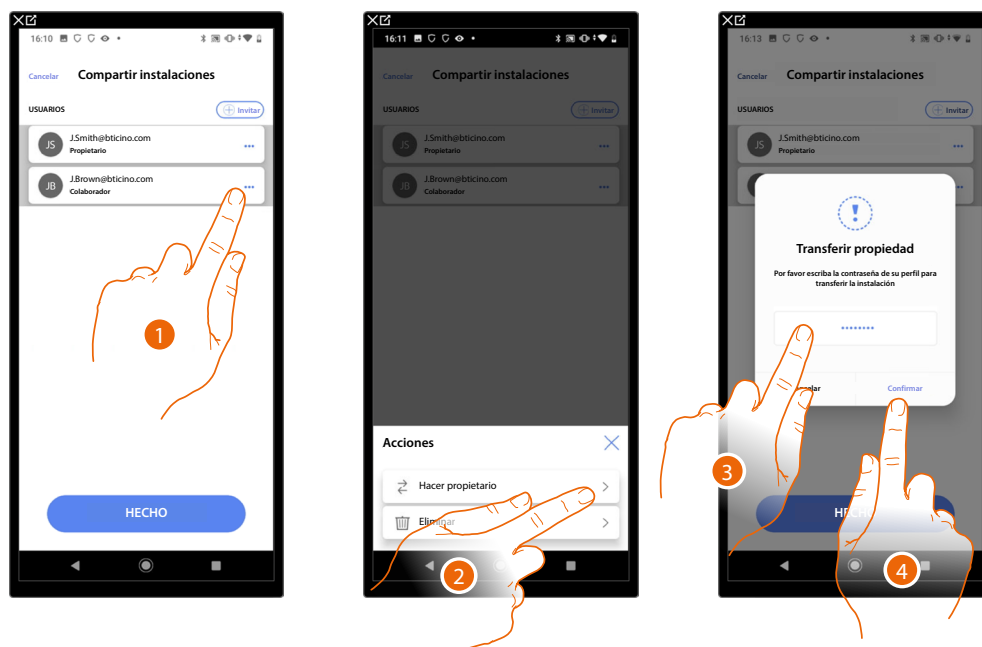 16:10
Cancelar Compartir instalaciones
USUARIOS
Invitar
JS
J.Smith@bticino.com
Propietario
JB
J.Brown@bticino.com
Colaborador
1
HECHO
16:11
Cancelar Compartir instalaciones
USUARIOS
Invitar
JS
J.Smith@bticino.com
Propietario
JB
J.Brown@bticino.com
Colaborador
Acciones
Hacer propietario
Eliminar
2
16:13
Cancelar Compartir instalaciones
USUARIOS
Invitar
JS
J.Smith@bticino.com
Propietario
Transferir propiedad
Por favor escriba la contraseña de su perfil para
transferir la instalación
Confirmar
3
4